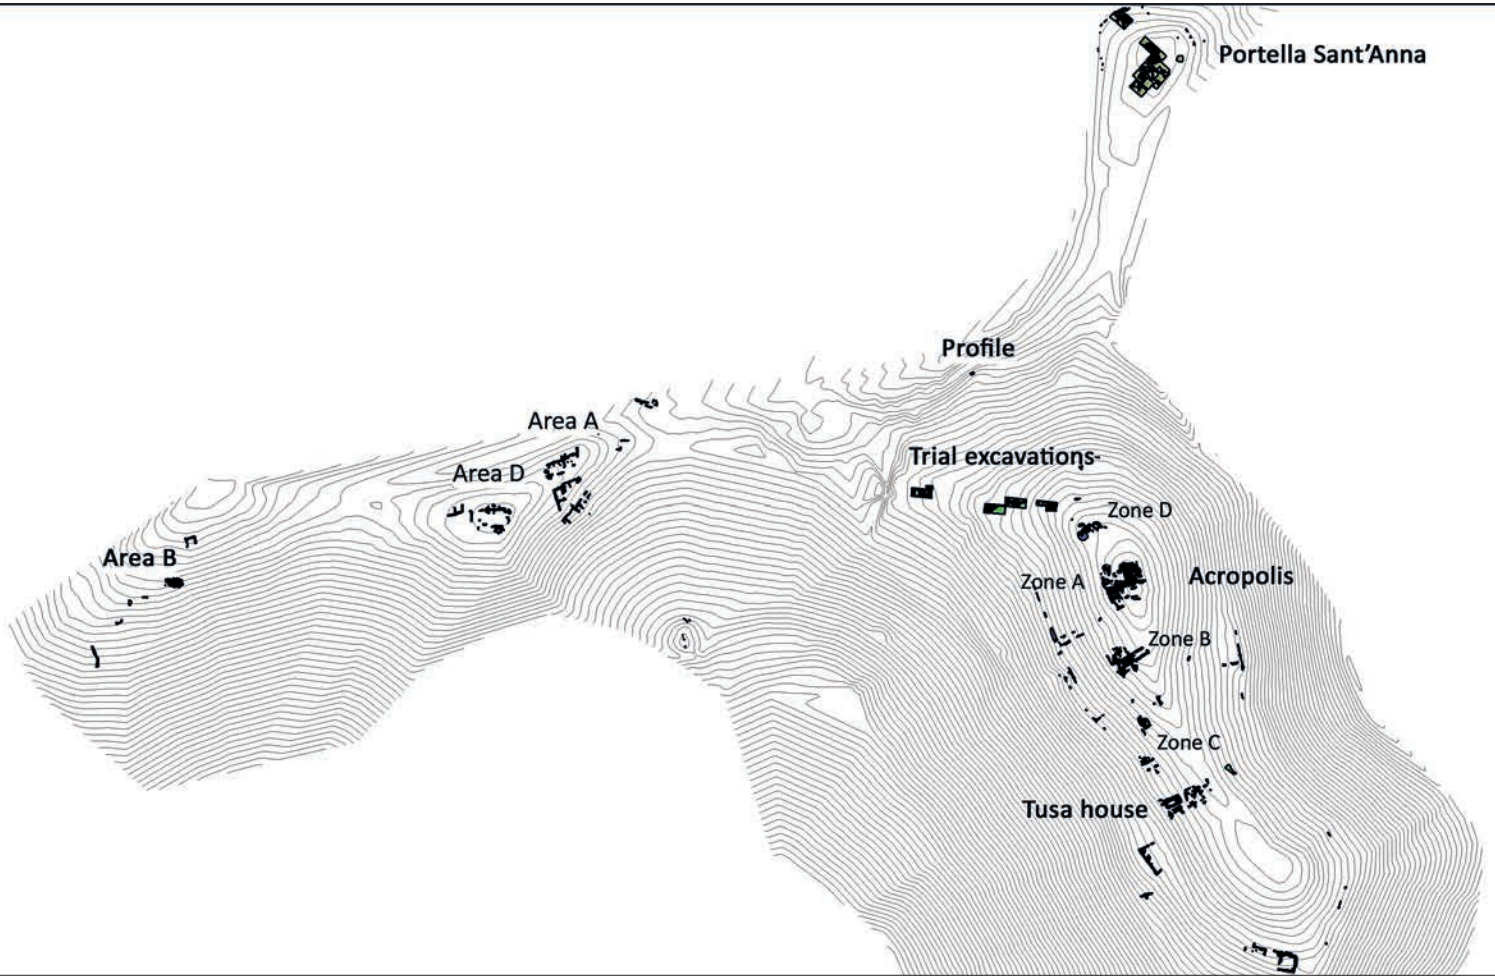 Portella Sant’Anna
Profile
Area A
Trial excavations-
Area D
Zone D
Area B
Zone A
Acropolis
Zone B
Zone C
Tusa house